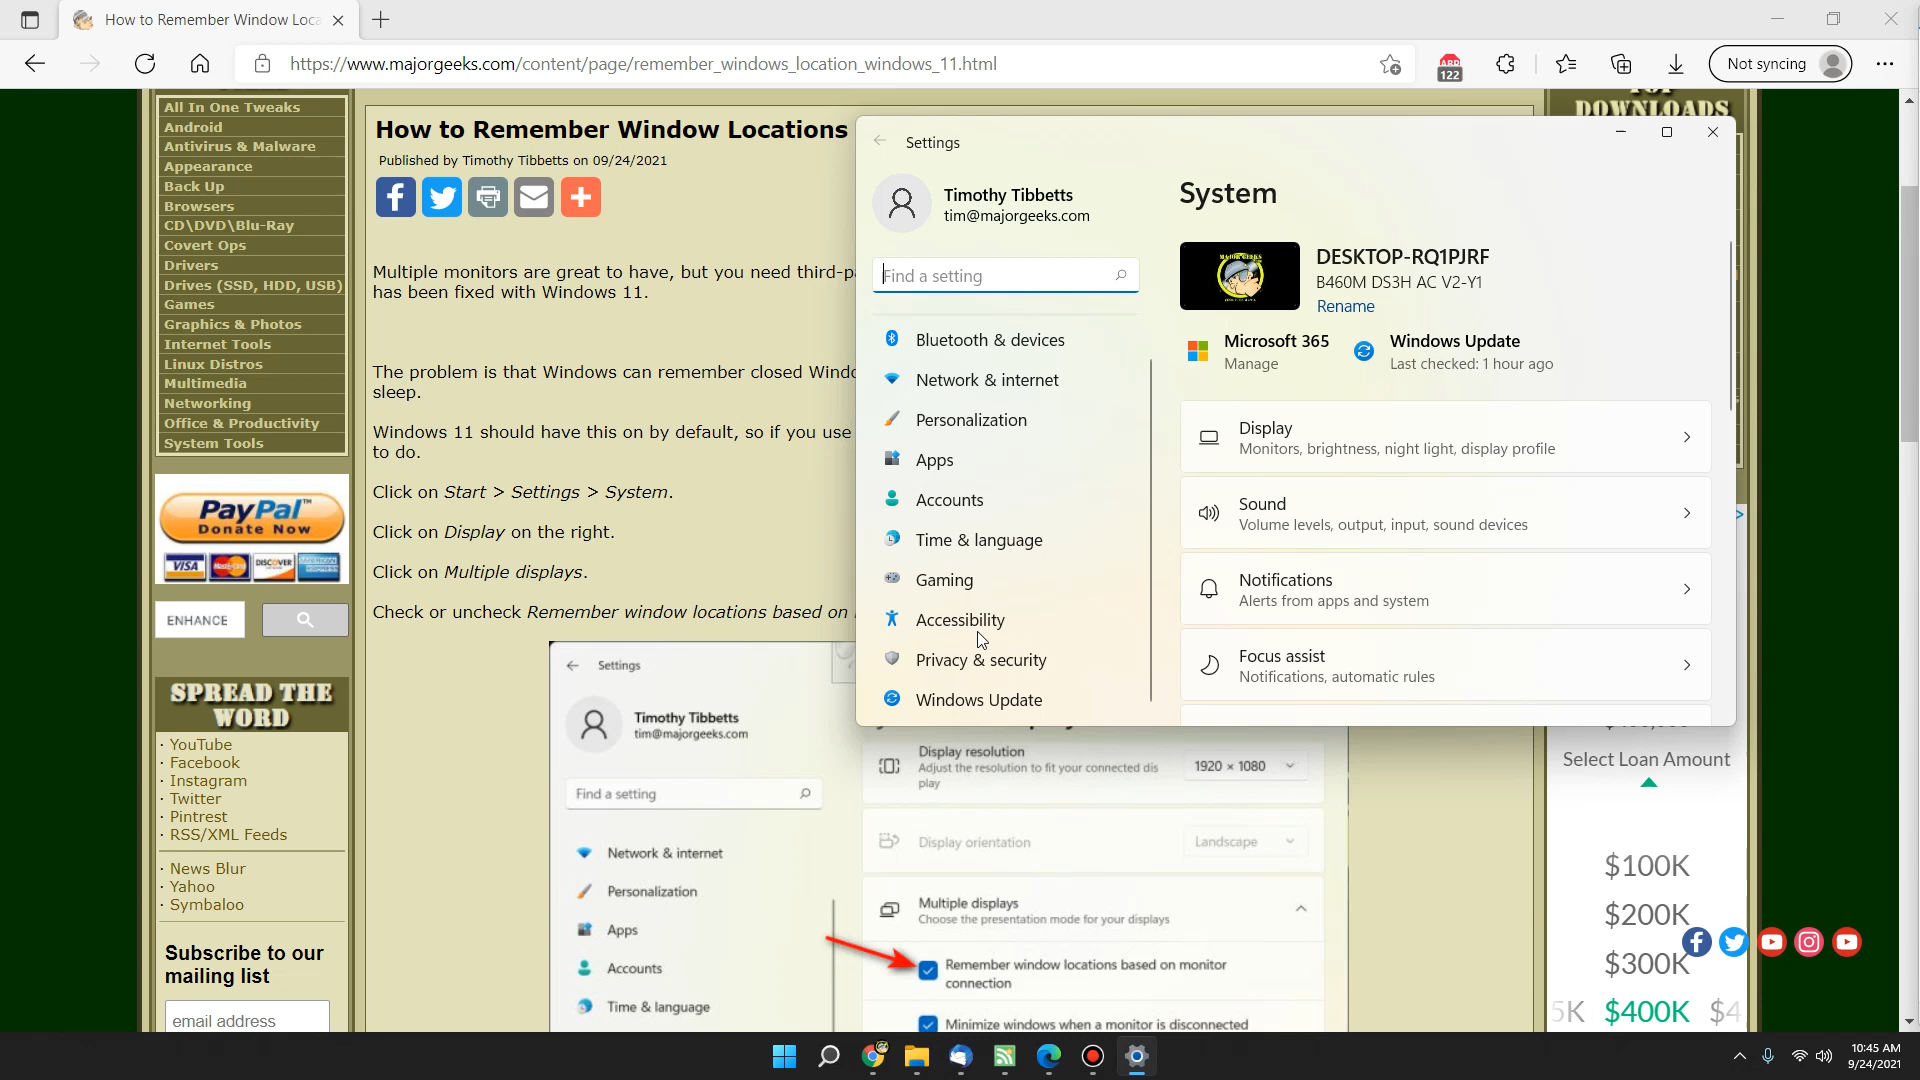 How to Remember Window Loca
https://www.majorgeeks.com/content/page/remember_windows_location_windows_11.html
ABP
122
Not syncing
All In One Tweaks
Android
Antivirus & Malware
Appearance
Back Up
Browsers
CD\DVD\Blu-Ray
Covert Ops
Drivers
Drives (SSD, HDD, USB)
Games
Graphics & Photos
Internet Tools
Linux Distros
Multimedia
Networking
Office & Productivity
System Tools
PayPal™
Donate Now
VISA MasterCard DISCOVER
ENHANCE
SPREAD THE
WORD
· YouTube
· Facebook
· Instagram
· Twitter
· Pintrest
· RSS/XML Feeds
· News Blur
· Yahoo
· Symbaloo
Subscribe to our
mailing list
email address
How to Remember Window Locations
Published by Timothy Tibbetts on 09/24/2021
Multiple monitors are great to have, but you need third-pa
has been fixed with Windows 11.
The problem is that Windows can remember closed Windo
sleep.
Windows 11 should have this on by default, so if you use
to do.
Click on Start > Settings > System.
Click on Display on the right.
Click on Multiple displays.
Check or uncheck Remember window locations based on
Settings
Timothy Tibbetts
tim@majorgeeks.com
Find a setting
Network & internet
Personalization
Apps
Accounts
Time & language
Display resolution
Adjust the resolution to fit your connected dis
play
1920 × 1080
Display orientation
Landscape
Multiple displays
Choose the presentation mode for your displays
Remember window locations based on monitor
connection
Minimize windows when a monitor is disconnected
Settings
Timothy Tibbetts
tim@majorgeeks.com
Find a setting
Bluetooth & devices
Network & internet
Personalization
Apps
Accounts
Time & language
Gaming
Accessibility
Privacy & security
Windows Update
System
MAJOR GEEKS
DESKTOP-RQ1PJRF
B460M DS3H AC V2-Y1
Rename
Microsoft 365
Manage
Windows Update
Last checked: 1 hour ago
Display
Monitors, brightness, night light, display profile
Sound
Volume levels, output, input, sound devices
Notifications
Alerts from apps and system
Focus assist
Notifications, automatic rules
TOP
DOWNLOADS
Select Loan Amount
$100K
$200K
$300K
5K $400K $4
10:45 AM
9/24/2021